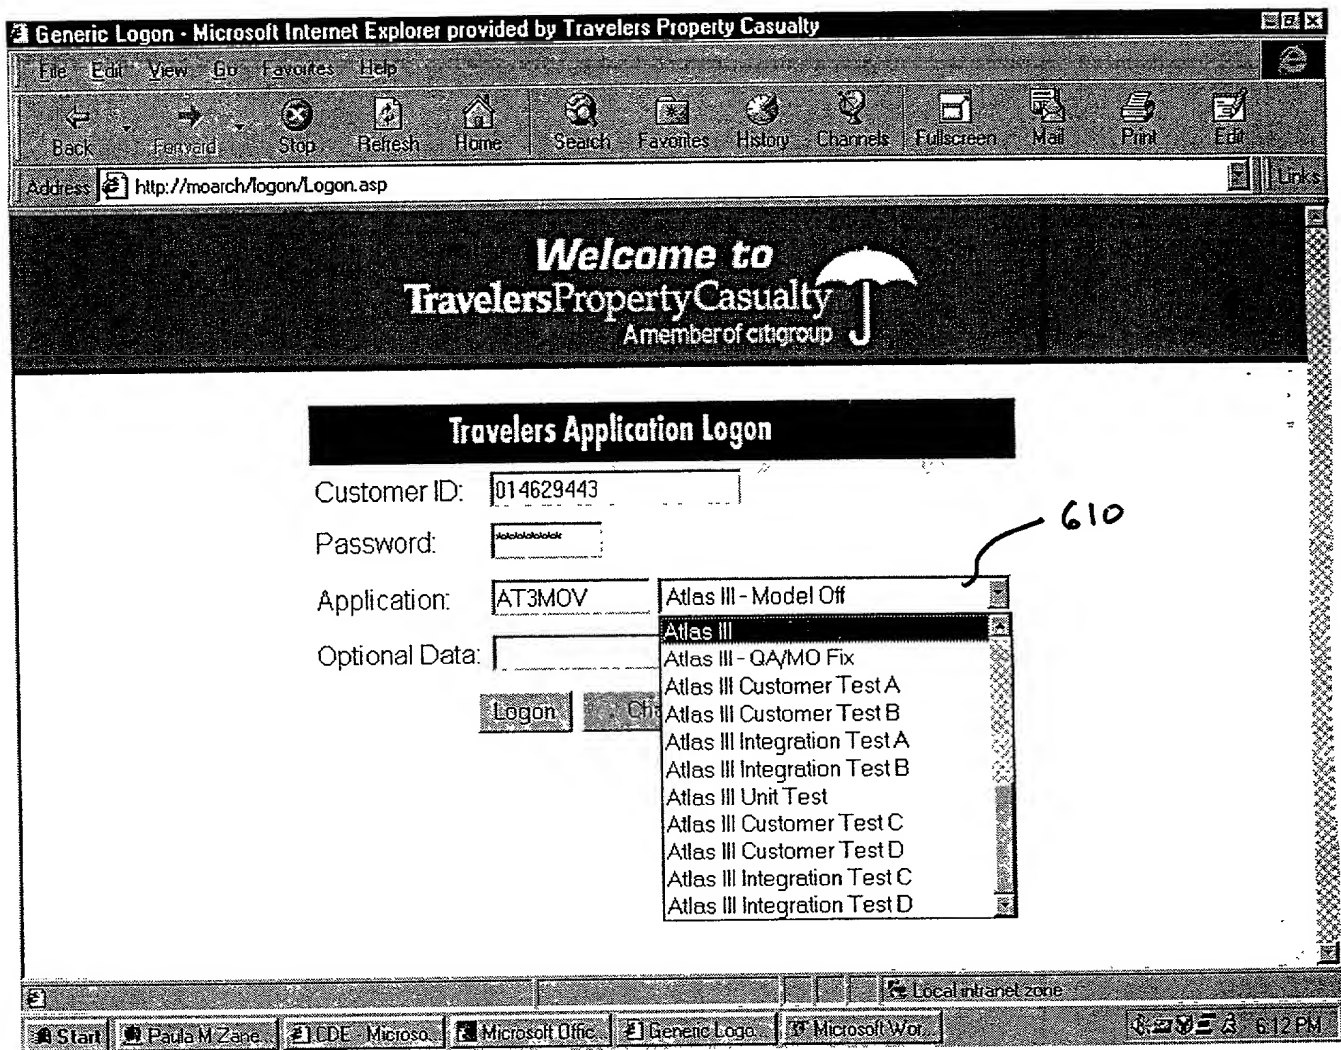 Generic Logon - Microsoft Internet Explorer provided by Travelers Property Casualty
File Edit View Go Favorites Help
Back Forward Stop Refresh Home Search Favorites History Channels Fullscreen Mail Print Edit
Address http://moarch/logon/Logon.asp Links
Welcome to
TravelersPropertyCasualty
A member of citigroup
Travelers Application Logon
Customer ID: 014629443
610
Password: *********
Application: AT3MOV Atlas III - Model Off
Atlas III
Optional Data: Atlas III - QA/MO Fix
Atlas III Customer Test A
Logon Cha Atlas III Customer Test B
Atlas III Integration Test A
Atlas III Integration Test B
Atlas III Unit Test
Atlas III Customer Test C
Atlas III Customer Test D
Atlas III Integration Test C
Atlas III Integration Test D
Local intranet zone
Start Paula M Zane... CDE - Microso... Microsoft Offic... Generic Logo... Microsoft Wor... 6:12 PM